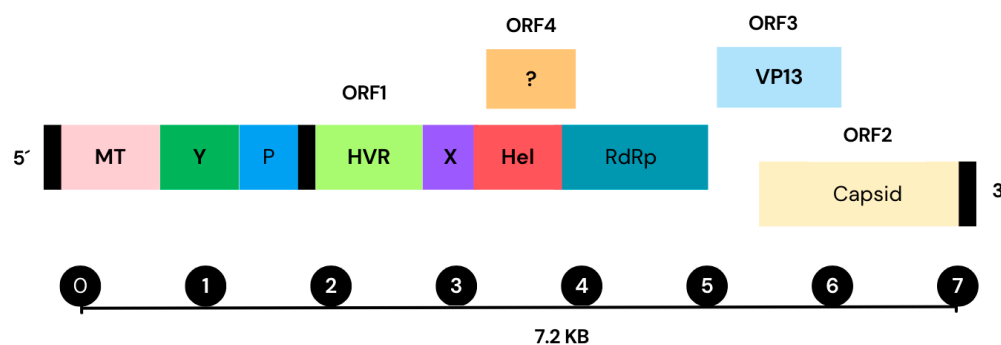 ORF4
ORF3
?
VP13
ORF1
ORF2
5´
MT Y P HVR X Hel RdRp
Capsid
3
0 1 2 3 4 5 6 7
7.2 KB